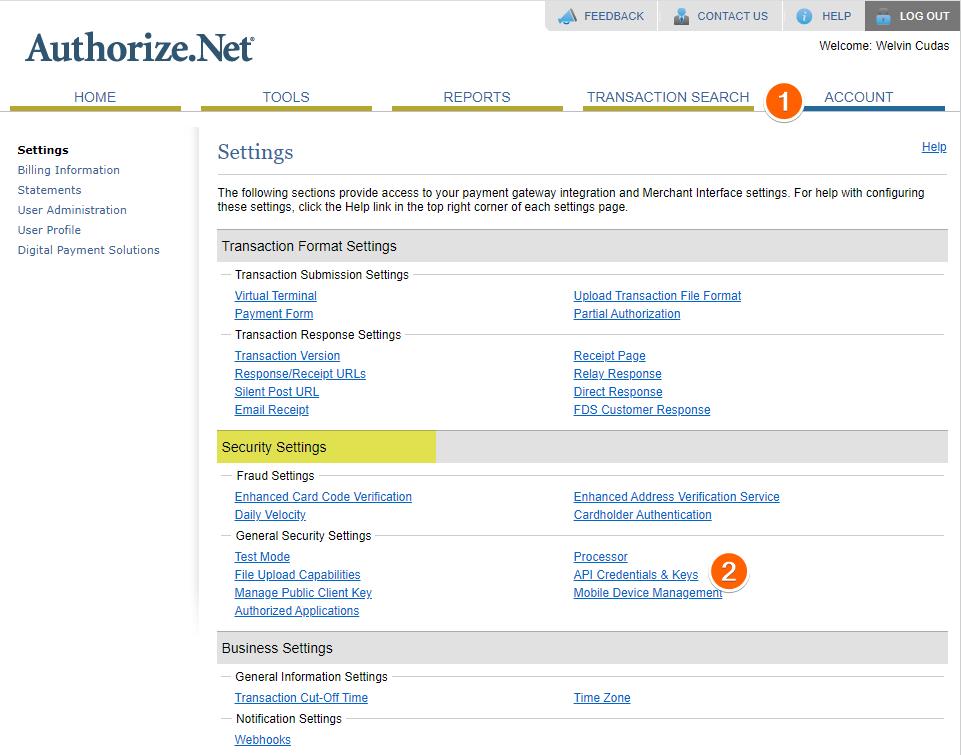 FEEDBACK CONTACT US HELP LOG OUT
Authorize.Net®
Welcome: Welvin Cudas
HOME TOOLS REPORTS TRANSACTION SEARCH 1 ACCOUNT
Settings
Billing Information
Statements
User Administration
User Profile
Digital Payment Solutions
Settings Help
The following sections provide access to your payment gateway integration and Merchant Interface settings. For help with configuring
these settings, click the Help link in the top right corner of each settings page.
Transaction Format Settings
Transaction Submission Settings
Virtual Terminal Upload Transaction File Format
Payment Form Partial Authorization
Transaction Response Settings
Transaction Version Receipt Page
Response/Receipt URLs Relay Response
Silent Post URL Direct Response
Email Receipt FDS Customer Response
Security Settings
Fraud Settings
Enhanced Card Code Verification Enhanced Address Verification Service
Daily Velocity Cardholder Authentication
General Security Settings
Test Mode Processor
File Upload Capabilities API Credentials & Keys 2
Manage Public Client Key Mobile Device Management
Authorized Applications
Business Settings
General Information Settings
Transaction Cut-Off Time Time Zone
Notification Settings
Webhooks